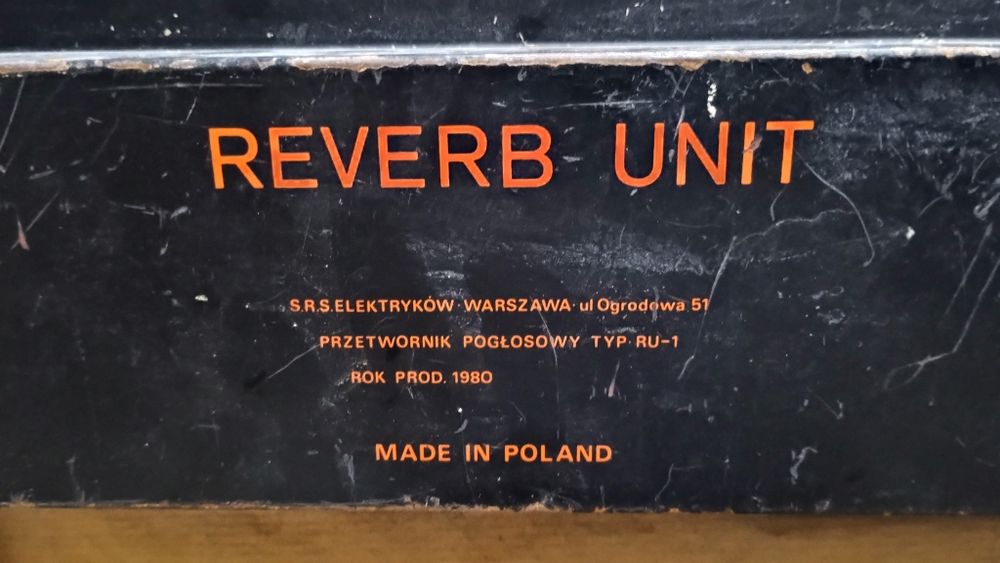 REVERB UNIT
S.R.S.ELEKTRYKÓW·WARSZAWA·ul Ogrodowa 51
PRZETWORNIK POGŁOSOWY TYP·RU-1
ROK PROD. 1980
MADE IN POLAND